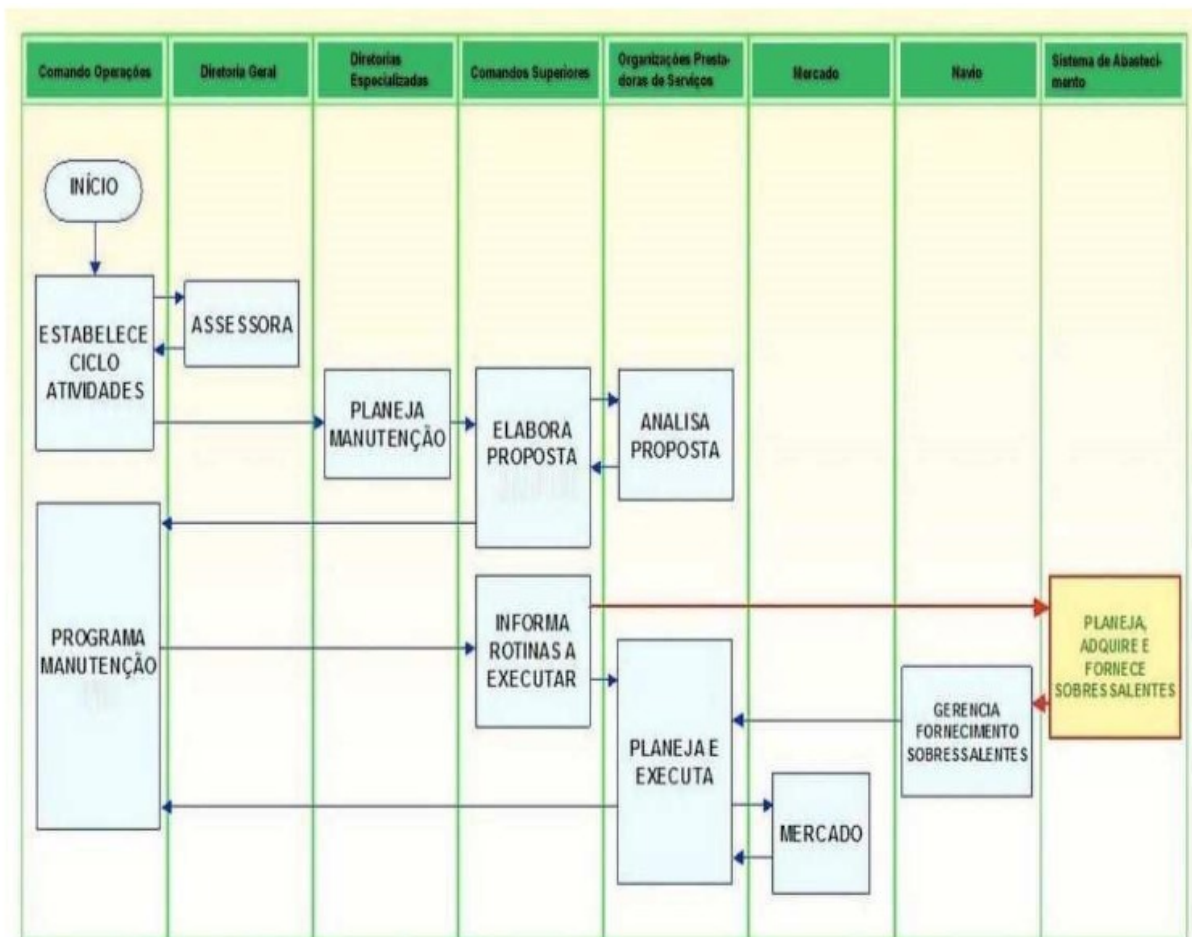 Comando Operações
Diretoria Geral
Diretorias
Especializadas
Comandos Superiores
Organizações Presta-
doras de Serviços
Mercado
Navio
Sistema de Abasteci-
mento
INÍCIO
ESTABELECE
CICLO
ATIVIDADES
ASSESSORA
PLANEJA
MANUTENÇÃO
ELABORA
PROPOSTA
ANALISA
PROPOSTA
PROGRAMA
MANUTENÇÃO
INFORMA
ROTINAS A
EXECUTAR
PLANEJA E
EXECUTA
MERCADO
GERENCIA
FORNECIMENTO
SOBRESSALENTES
PLANEJA,
ADQUIRE E
FORNECE
SOBRESSALENTES